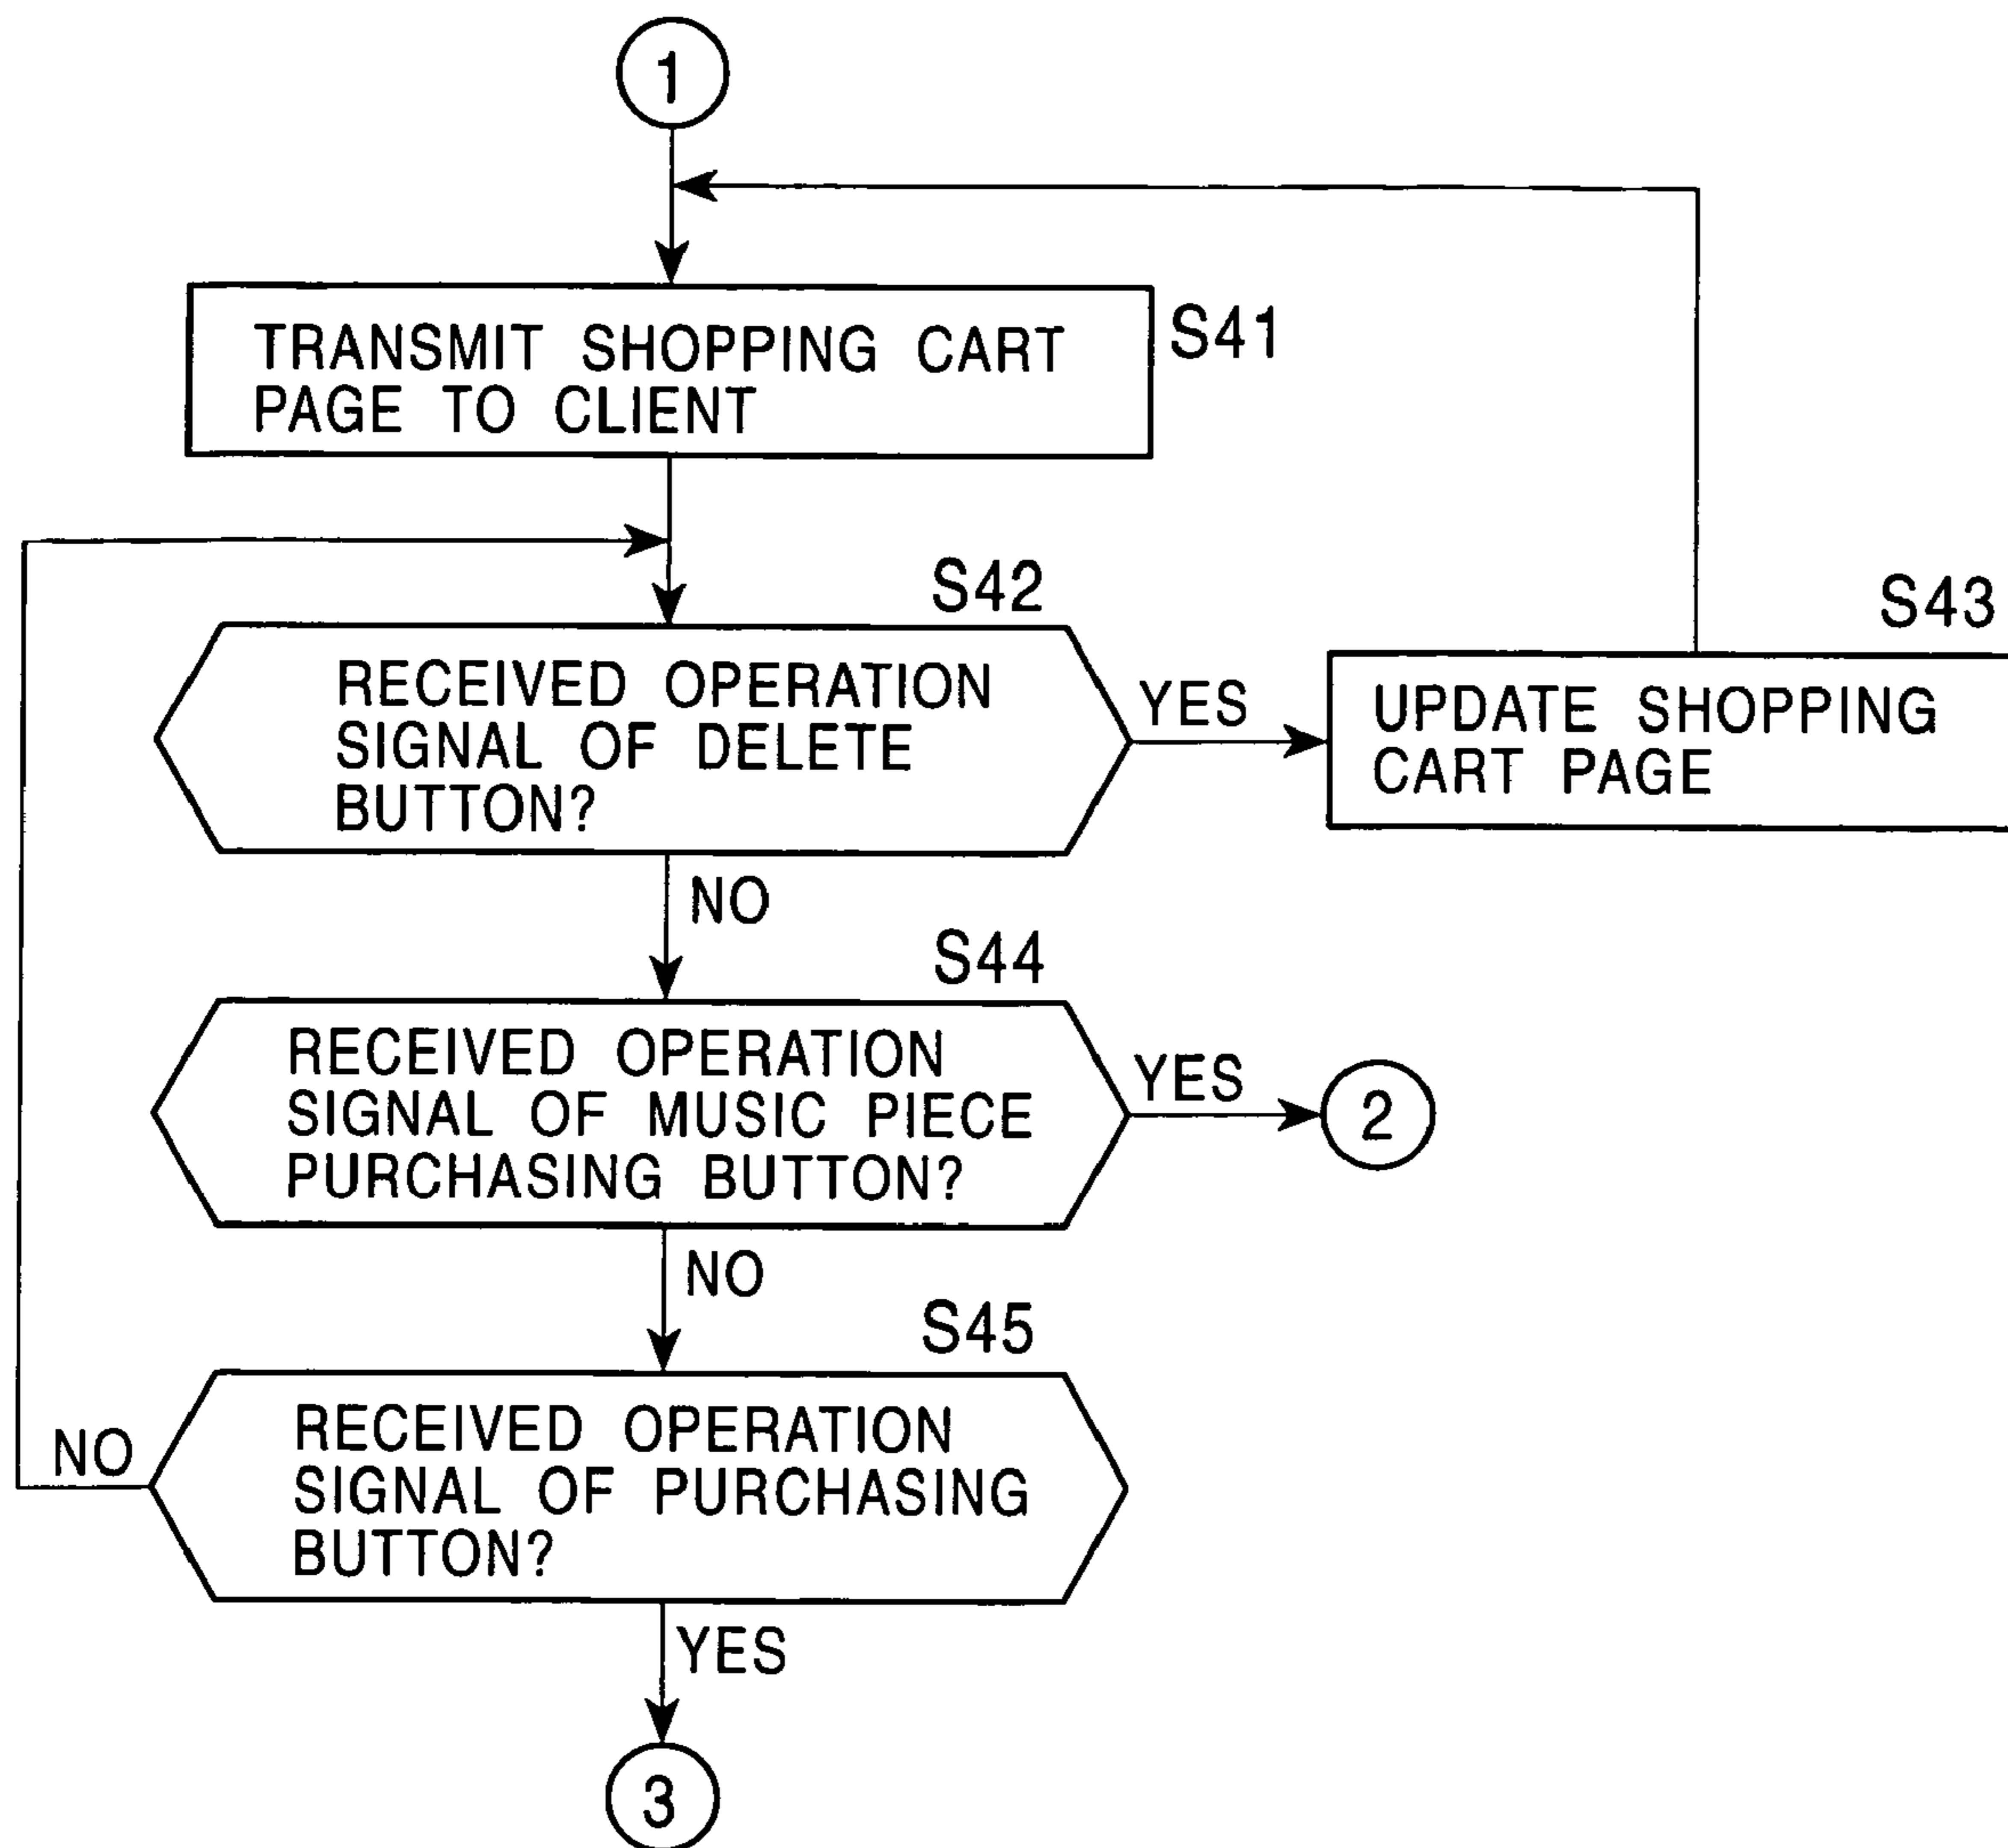 1
TRANSMIT SHOPPING CART
PAGE TO CLIENT
S41
S42
RECEIVED OPERATION
SIGNAL OF DELETE
BUTTON?
YES
S43
UPDATE SHOPPING
CART PAGE
NO
S44
RECEIVED OPERATION
SIGNAL OF MUSIC PIECE
PURCHASING BUTTON?
YES
2
NO
S45
RECEIVED OPERATION
SIGNAL OF PURCHASING
BUTTON?
NO
YES
3